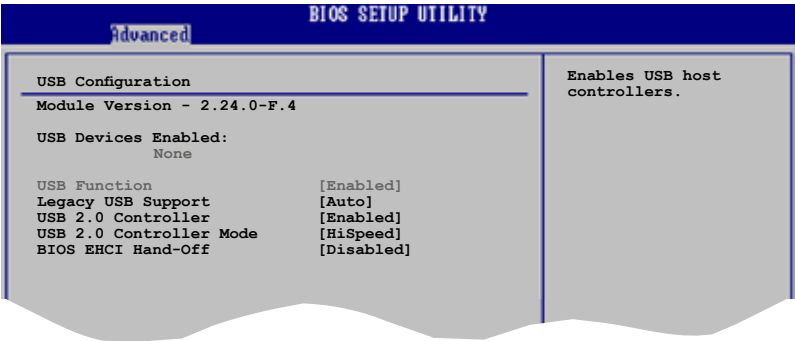 BIOS SETUP UTILITY
Advanced
USB Configuration
Module Version - 2.24.0-F.4
USB Devices Enabled:
None
USB Function [Enabled]
Legacy USB Support [Auto]
USB 2.0 Controller [Enabled]
USB 2.0 Controller Mode [HiSpeed]
BIOS EHCI Hand-Off [Disabled]
Enables USB host
controllers.